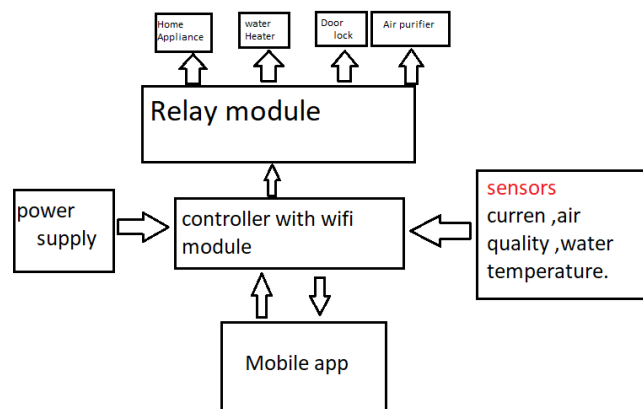 Home
Appliance
water
Heater
Door
lock
Air purifier
Relay module
power
supply
controller with wifi
module
sensors
curren ,air
quality ,water
temperature.
Mobile app